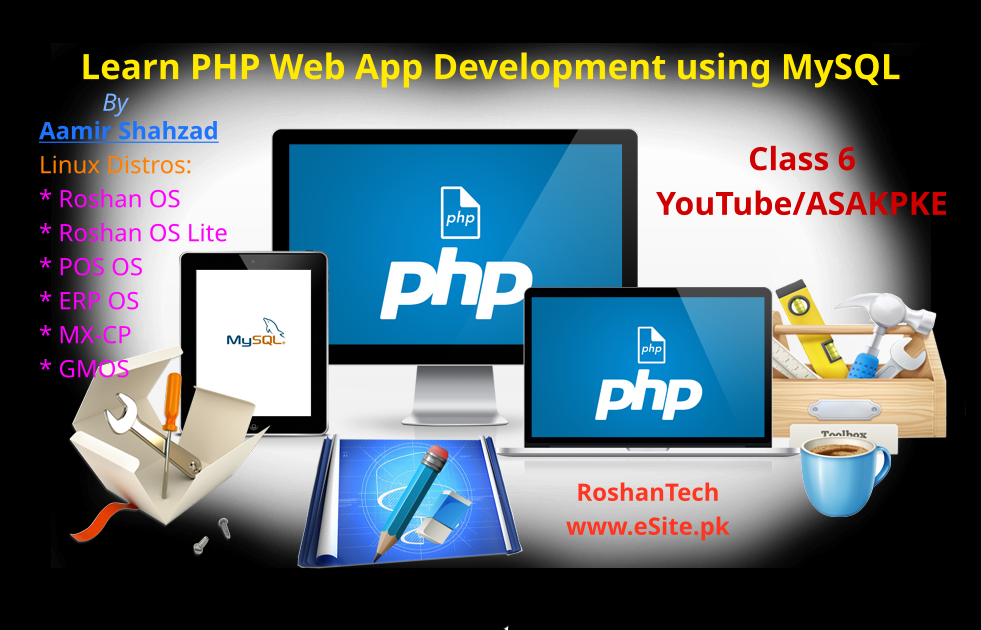 Learn PHP Web App Development using MySQL
By
Aamir Shahzad
Linux Distros:
* Roshan OS
* Roshan OS Lite
* POS OS
* ERP OS
* MX-CP
* GMOS
Class 6
YouTube/ASAKPKE
php
php
MySQL
php
php
Toolbox
RoshanTech
www.eSite.pk